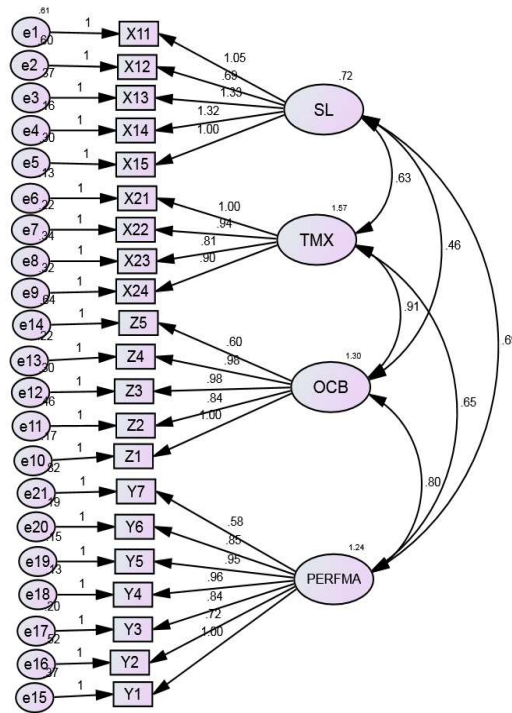 .61
e1 1 X11
.60
e2 1 X12
.37
e3 1 X13
.16
e4 1 X14
.30
e5 1 X15
.13
1.05
.69
1.33
1.32
1.00
.72
SL
e6 1 X21
.22
e7 1 X22
.34
e8 1 X23
.32
e9 1 X24
.64
1.00
.94
.81
.90
1.57
TMX
.63
.46
e14 1 Z5
.22
e13 1 Z4
.30
e12 1 Z3
.46
e11 1 Z2
.17
e10 1 Z1
.82
.60
.98
.98
.84
1.00
1.30
OCB
.91
.65
e21 1 Y7
.19
e20 1 Y6
.15
e19 1 Y5
.13
e18 1 Y4
.20
e17 1 Y3
.52
e16 1 Y2
.37
e15 1 Y1
.58
.85
.95
.96
.84
.72
1.00
1.24
PERFMA
.80